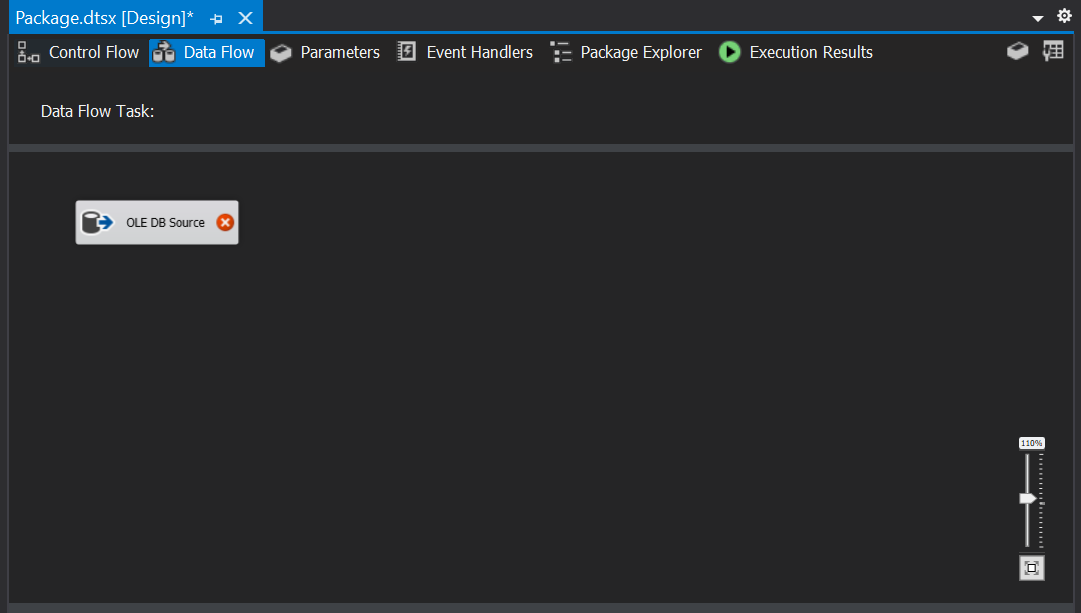 Package.dtsx [Design]*
Control Flow Data Flow Parameters Event Handlers Package Explorer Execution Results
Data Flow Task:
OLE DB Source
110%